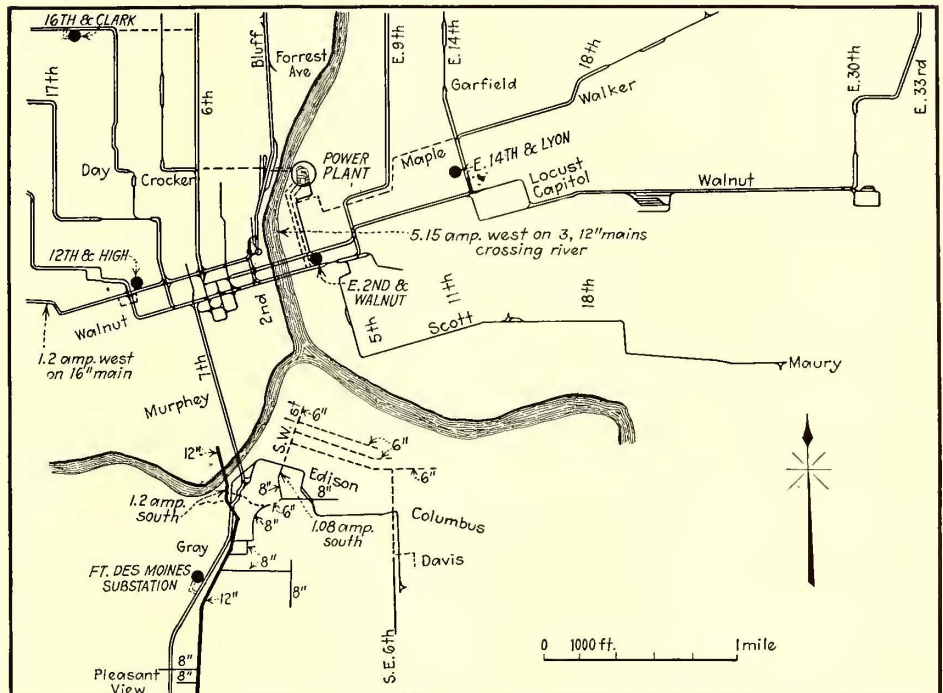 16TH & CLARK
17th
6th
Bluff
Forrest
Ave
E. 9th
E. 14th
Garfield
18th
Walker
E. 30th
E. 33rd
Day
Crocker
POWER
PLANT
Maple
E. 14TH & LYON
Locust
Capitol
Walnut
5.15 amp. west on 3, 12" mains
crossing river
12TH & HIGH
E. 2ND &
WALNUT
2nd
Walnut
1.2 amp. west
on 16" main
7th
5th
11th
18th
Scott
Maury
Murphey
S.W. 1st
6"
6"
6"
12"
Edison
8"
8"
1.2 amp.
south
6"
8"
1.08 amp.
south
Columbus
Gray
Davis
8"
FT. DES MOINES
SUBSTATION
8"
12"
S.E. 6th
0 1000 ft. 1 mile
8"
8"
Pleasant
View